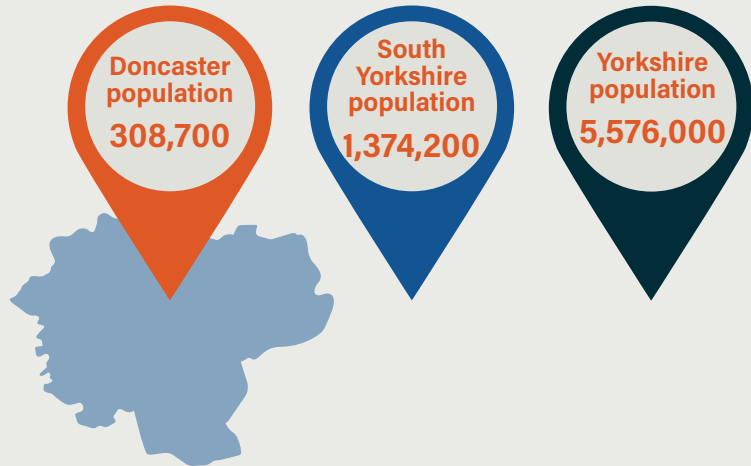 Doncaster
population
308,700
South
Yorkshire
population
1,374,200
Yorkshire
population
5,576,000